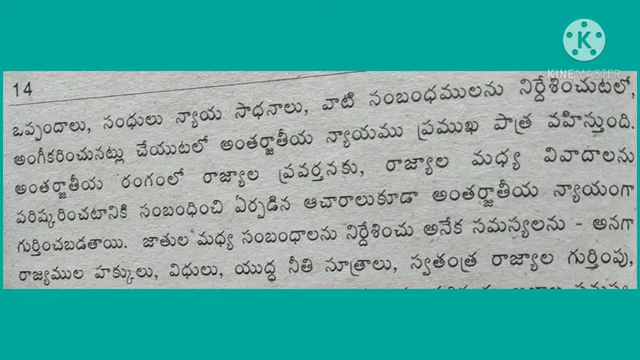 KINEMASTER
14
ఒప్పందాలు, సంధులు న్యాయ సాధనాలు, వాటి సంబంధములను నిర్దేశించుటలో,
అంగీకరించునట్లు చేయుటలో అంతర్జాతీయ న్యాయము ప్రముఖ పాత్ర వహిస్తుంది.
అంతర్జాతీయ రంగంలో రాజ్యాల ప్రవర్తనకు, రాజ్యాల మధ్య వివాదాలను
పరిష్కరించటానికి సంబంధించి ఏర్పడిన ఆచారాలుకూడా అంతర్జాతీయ న్యాయంగా
గుర్తించబడతాయి. జాతుల మధ్య సంబంధాలను నిర్దేశించు అనేక సమస్యలను - అనగా
రాజ్యముల హక్కులు, విధులు, యుద్ధ నీతి సూత్రాలు, స్వతంత్ర రాజ్యాల గుర్తింపు,